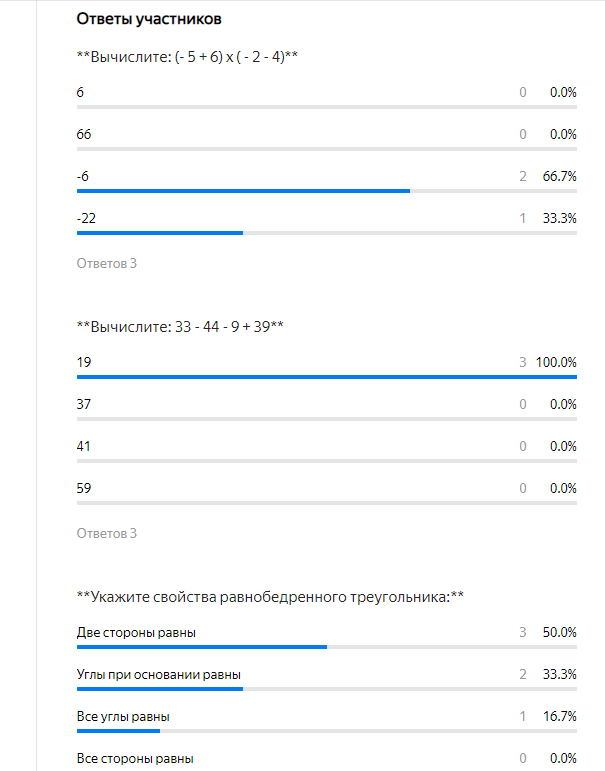 Ответы участников
**Вычислите: (- 5 + 6) x ( - 2 - 4)**
6 0 0.0%
66 0 0.0%
-6 2 66.7%
-22 1 33.3%
Ответов 3
**Вычислите: 33 - 44 - 9 + 39**
19 3 100.0%
37 0 0.0%
41 0 0.0%
59 0 0.0%
Ответов 3
**Укажите свойства равнобедренного треугольника:**
Две стороны равны 3 50.0%
Углы при основании равны 2 33.3%
Все углы равны 1 16.7%
Все стороны равны 0 0.0%